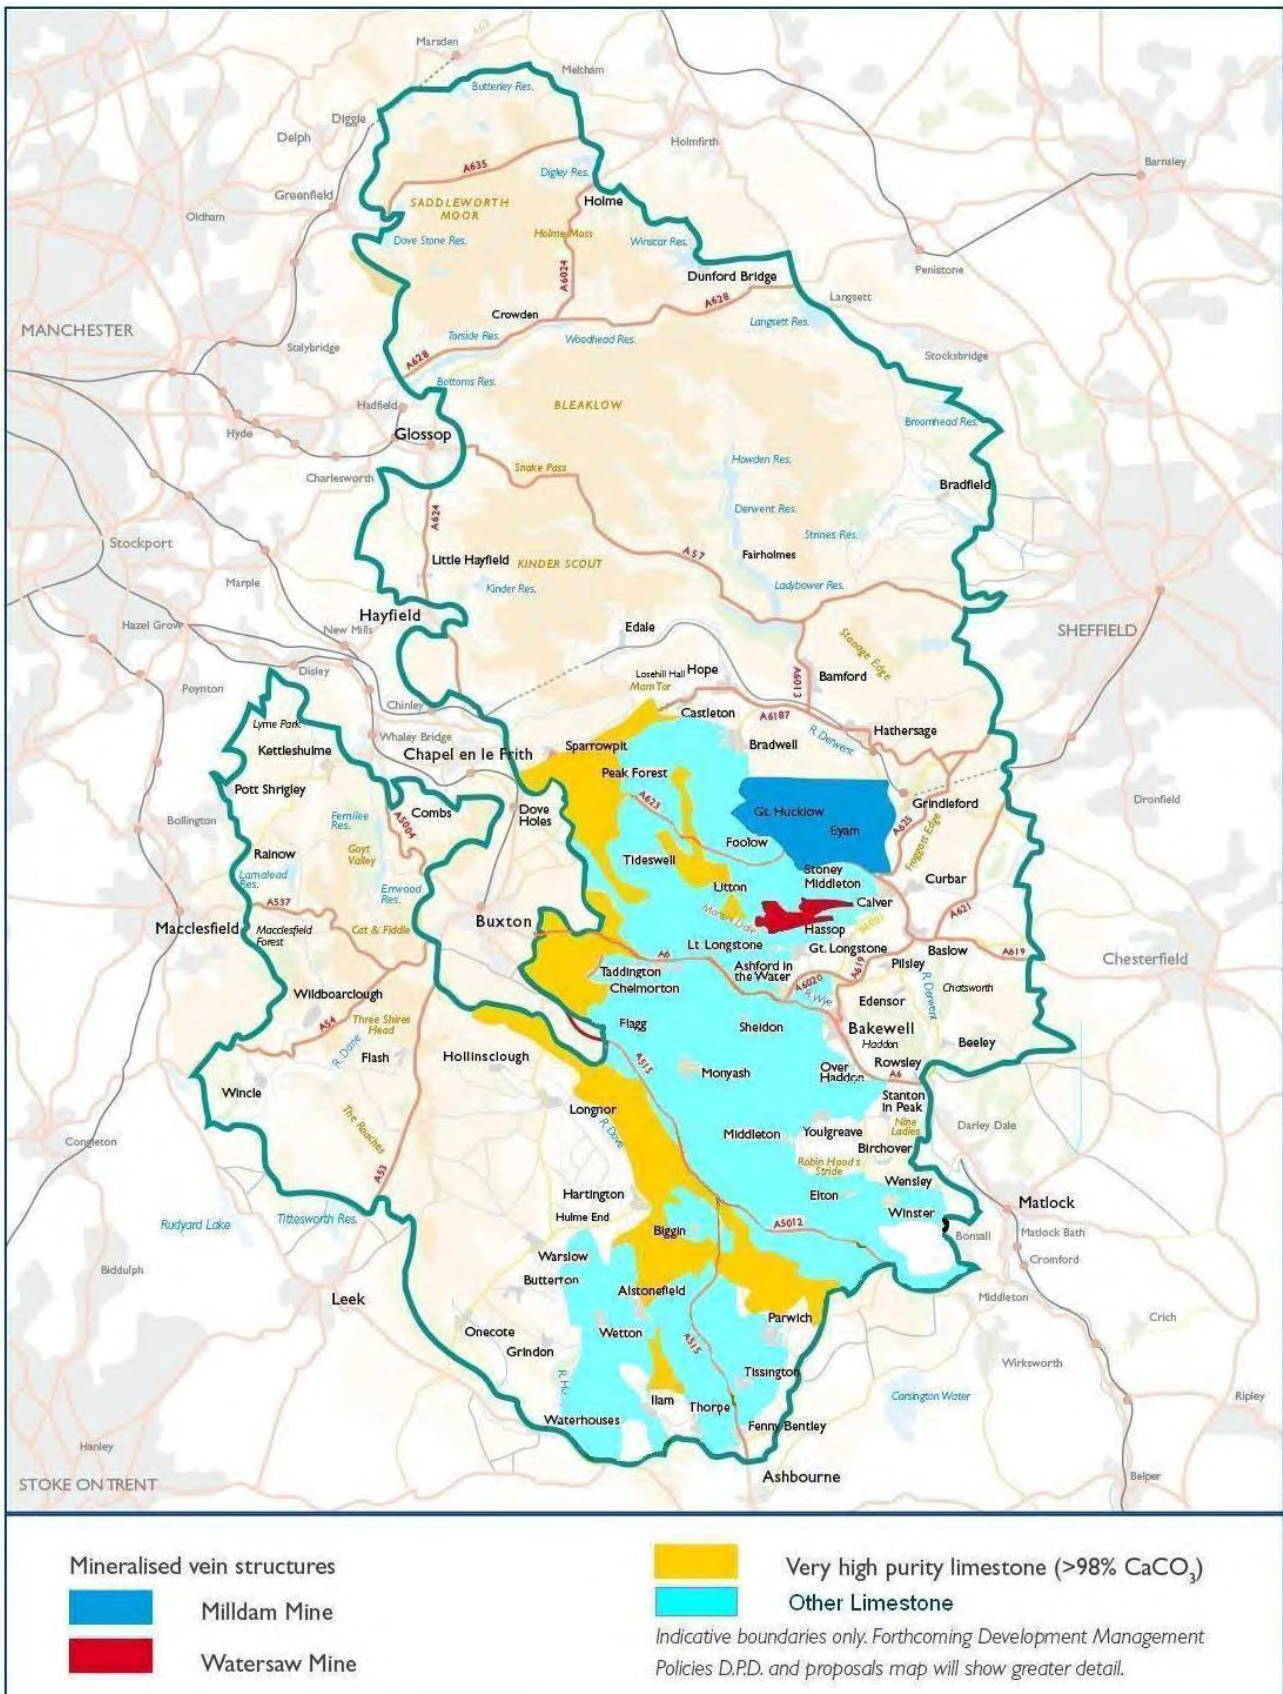 Marsden
Meltham
Butterley Res.
Diggle
Delph
Holmfirth
Barnsley
A635
Digley Res.
Greenfield
Holme
SADDLEWORTH
MOOR
Oldham
Holme Moss
Dove Stone Res.
Winscar Res.
Penistone
A6024
Dunford Bridge
Langsett
A628
Crowden
MANCHESTER
Torside Res.
Woodhead Res.
Langsett Res.
Stalybridge
Stocksbridge
A628
Bottoms Res.
Hadfield
BLEAKLOW
Broomhead Res.
Hyde
Glossop
Howden Res.
Snake Pass
Charlesworth
Bradfield
A624
Derwent Res.
Strines Res.
Stockport
A57
Fairholmes
Little Hayfield
KINDER SCOUT
Marple
Kinder Res.
Ladybower Res.
Hayfield
Hazel Grove
New Mills
Edale
SHEFFIELD
Stanage Edge
Disley
Losehill Hall
Hope
Mam Tor
A6013
Bamford
Poynton
Chinley
Castleton
A6187
Lyme Park
Whaley Bridge
R. Derwent
Hathersage
Kettleshulme
Chapel en le Frith
Sparrowpit
Bradwell
Peak Forest
Pott Shrigley
Combs
Dove
Holes
A623
Gt. Hucklow
Grindleford
Dronfield
Bollington
Fernilee
Res.
A5004
Eyam
A625
Froggatt Edge
Foolow
Rainow
Goyt
Valley
Tideswell
Stoney
Middleton
Lamaload
Res.
Errwood
Res.
Litton
Curbar
A537
Calver
A621
Macclesfield
Buxton
Monsal Dale
Hassop
Macclesfield
Forest
Cat & Fiddle
Lt. Longstone
Gt. Longstone
Baslow
A619
Chesterfield
A6
Taddington
Ashford in
the Water
A619
Pilsley
Chelmorton
A6020
R. Wye
R. Derwent
Chatsworth
Wildboarclough
Edensor
Three Shires
Head
A54
Flagg
Sheldon
Bakewell
Haddon
Beeley
R. Dane
Flash
Hollinsclough
A515
Over
Haddon
Rowsley
Monyash
A6
Wincle
Stanton
in Peak
Longnor
The Roaches
R. Dove
Nine
Ladies
Darley Dale
Congleton
Middleton
Youlgreave
Birchover
Robin Hood's
Stride
A53
Wensley
Hartington
Elton
Matlock
Rudyard Lake
Tittesworth Res.
Hulme End
Winster
A5012
Biggin
Bonsall
Matlock Bath
Warslow
Cromford
Biddulph
Butterton
Alstonefield
Leek
Middleton
Parwich
Crich
Onecote
Wetton
A515
Grindon
Wirksworth
Tissington
R. Ha
Carsington Water
Ripley
Ilam
Thorpe
Waterhouses
Fenny Bentley
Hanley
STOKE ON TRENT
Ashbourne
Belper
Mineralised vein structures
Milldam Mine
Watersaw Mine
Very high purity limestone (>98% CaCO₃)
Other Limestone
Indicative boundaries only. Forthcoming Development Management
Policies D.P.D. and proposals map will show greater detail.